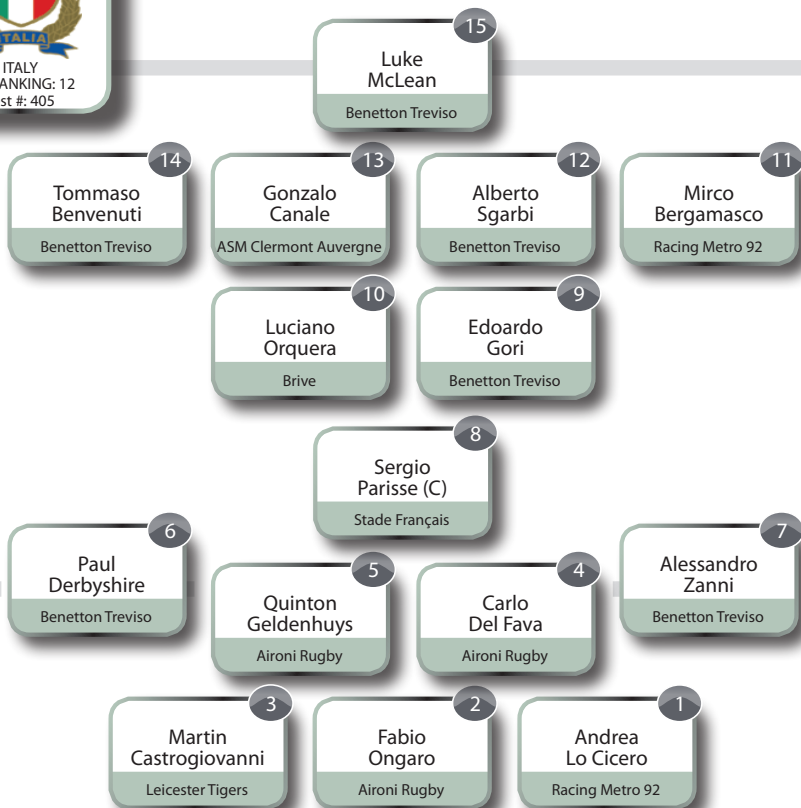 ITALIA
ITALY
ANKING: 12
st #: 405
15
Luke
McLean
Benetton Treviso
14
Tommaso
Benvenuti
Benetton Treviso
13
Gonzalo
Canale
ASM Clermont Auvergne
12
Alberto
Sgarbi
Benetton Treviso
11
Mirco
Bergamasco
Racing Metro 92
10
Luciano
Orquera
Brive
9
Edoardo
Gori
Benetton Treviso
8
Sergio
Parisse (C)
Stade Français
6
Paul
Derbyshire
Benetton Treviso
5
Quinton
Geldenhuys
Aironi Rugby
4
Carlo
Del Fava
Aironi Rugby
7
Alessandro
Zanni
Benetton Treviso
3
Martin
Castrogiovanni
Leicester Tigers
2
Fabio
Ongaro
Aironi Rugby
1
Andrea
Lo Cicero
Racing Metro 92